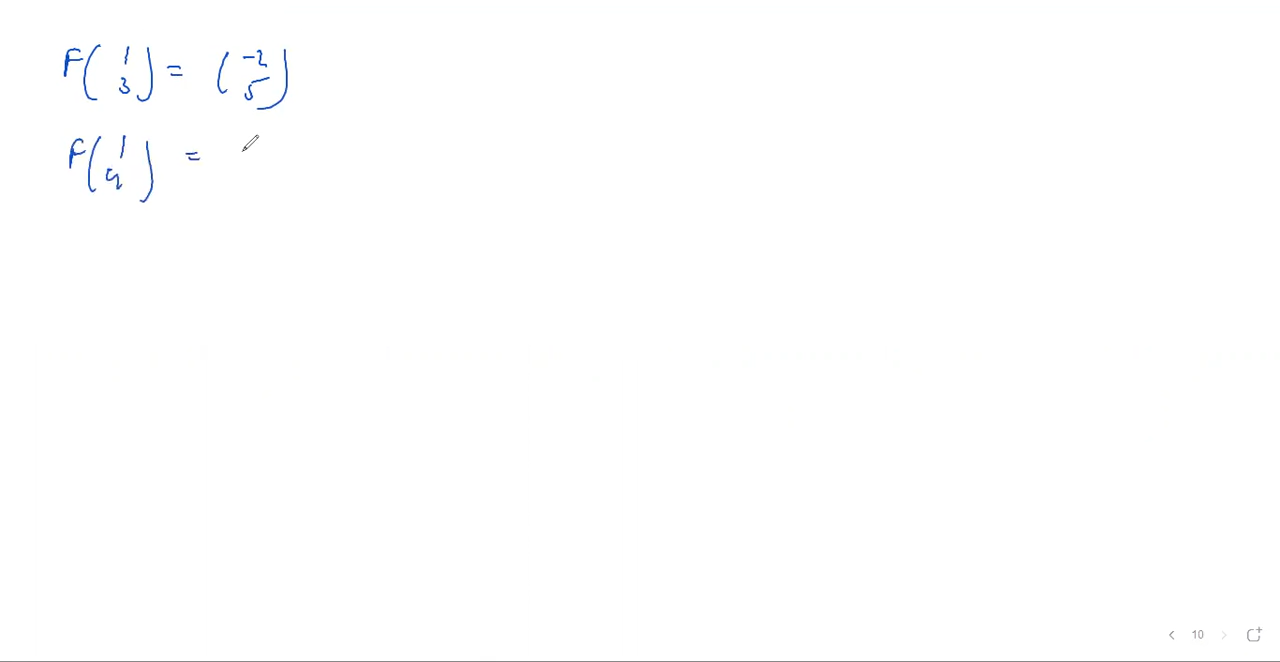 F(1 3) = (-2 5)
F(1 4) =
10